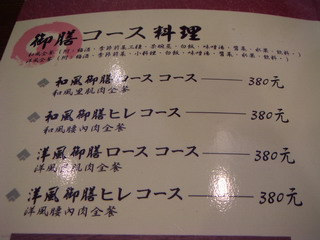 御膳コース料理
和風御膳ロースコース 380元
和風里肌肉全餐
和風御膳ヒレコース 380元
和風腰內肉全餐
洋風御膳ロースコース 380元
洋風里肌肉全餐
洋風御膳ヒレコース 380元
洋風腰內肉全餐